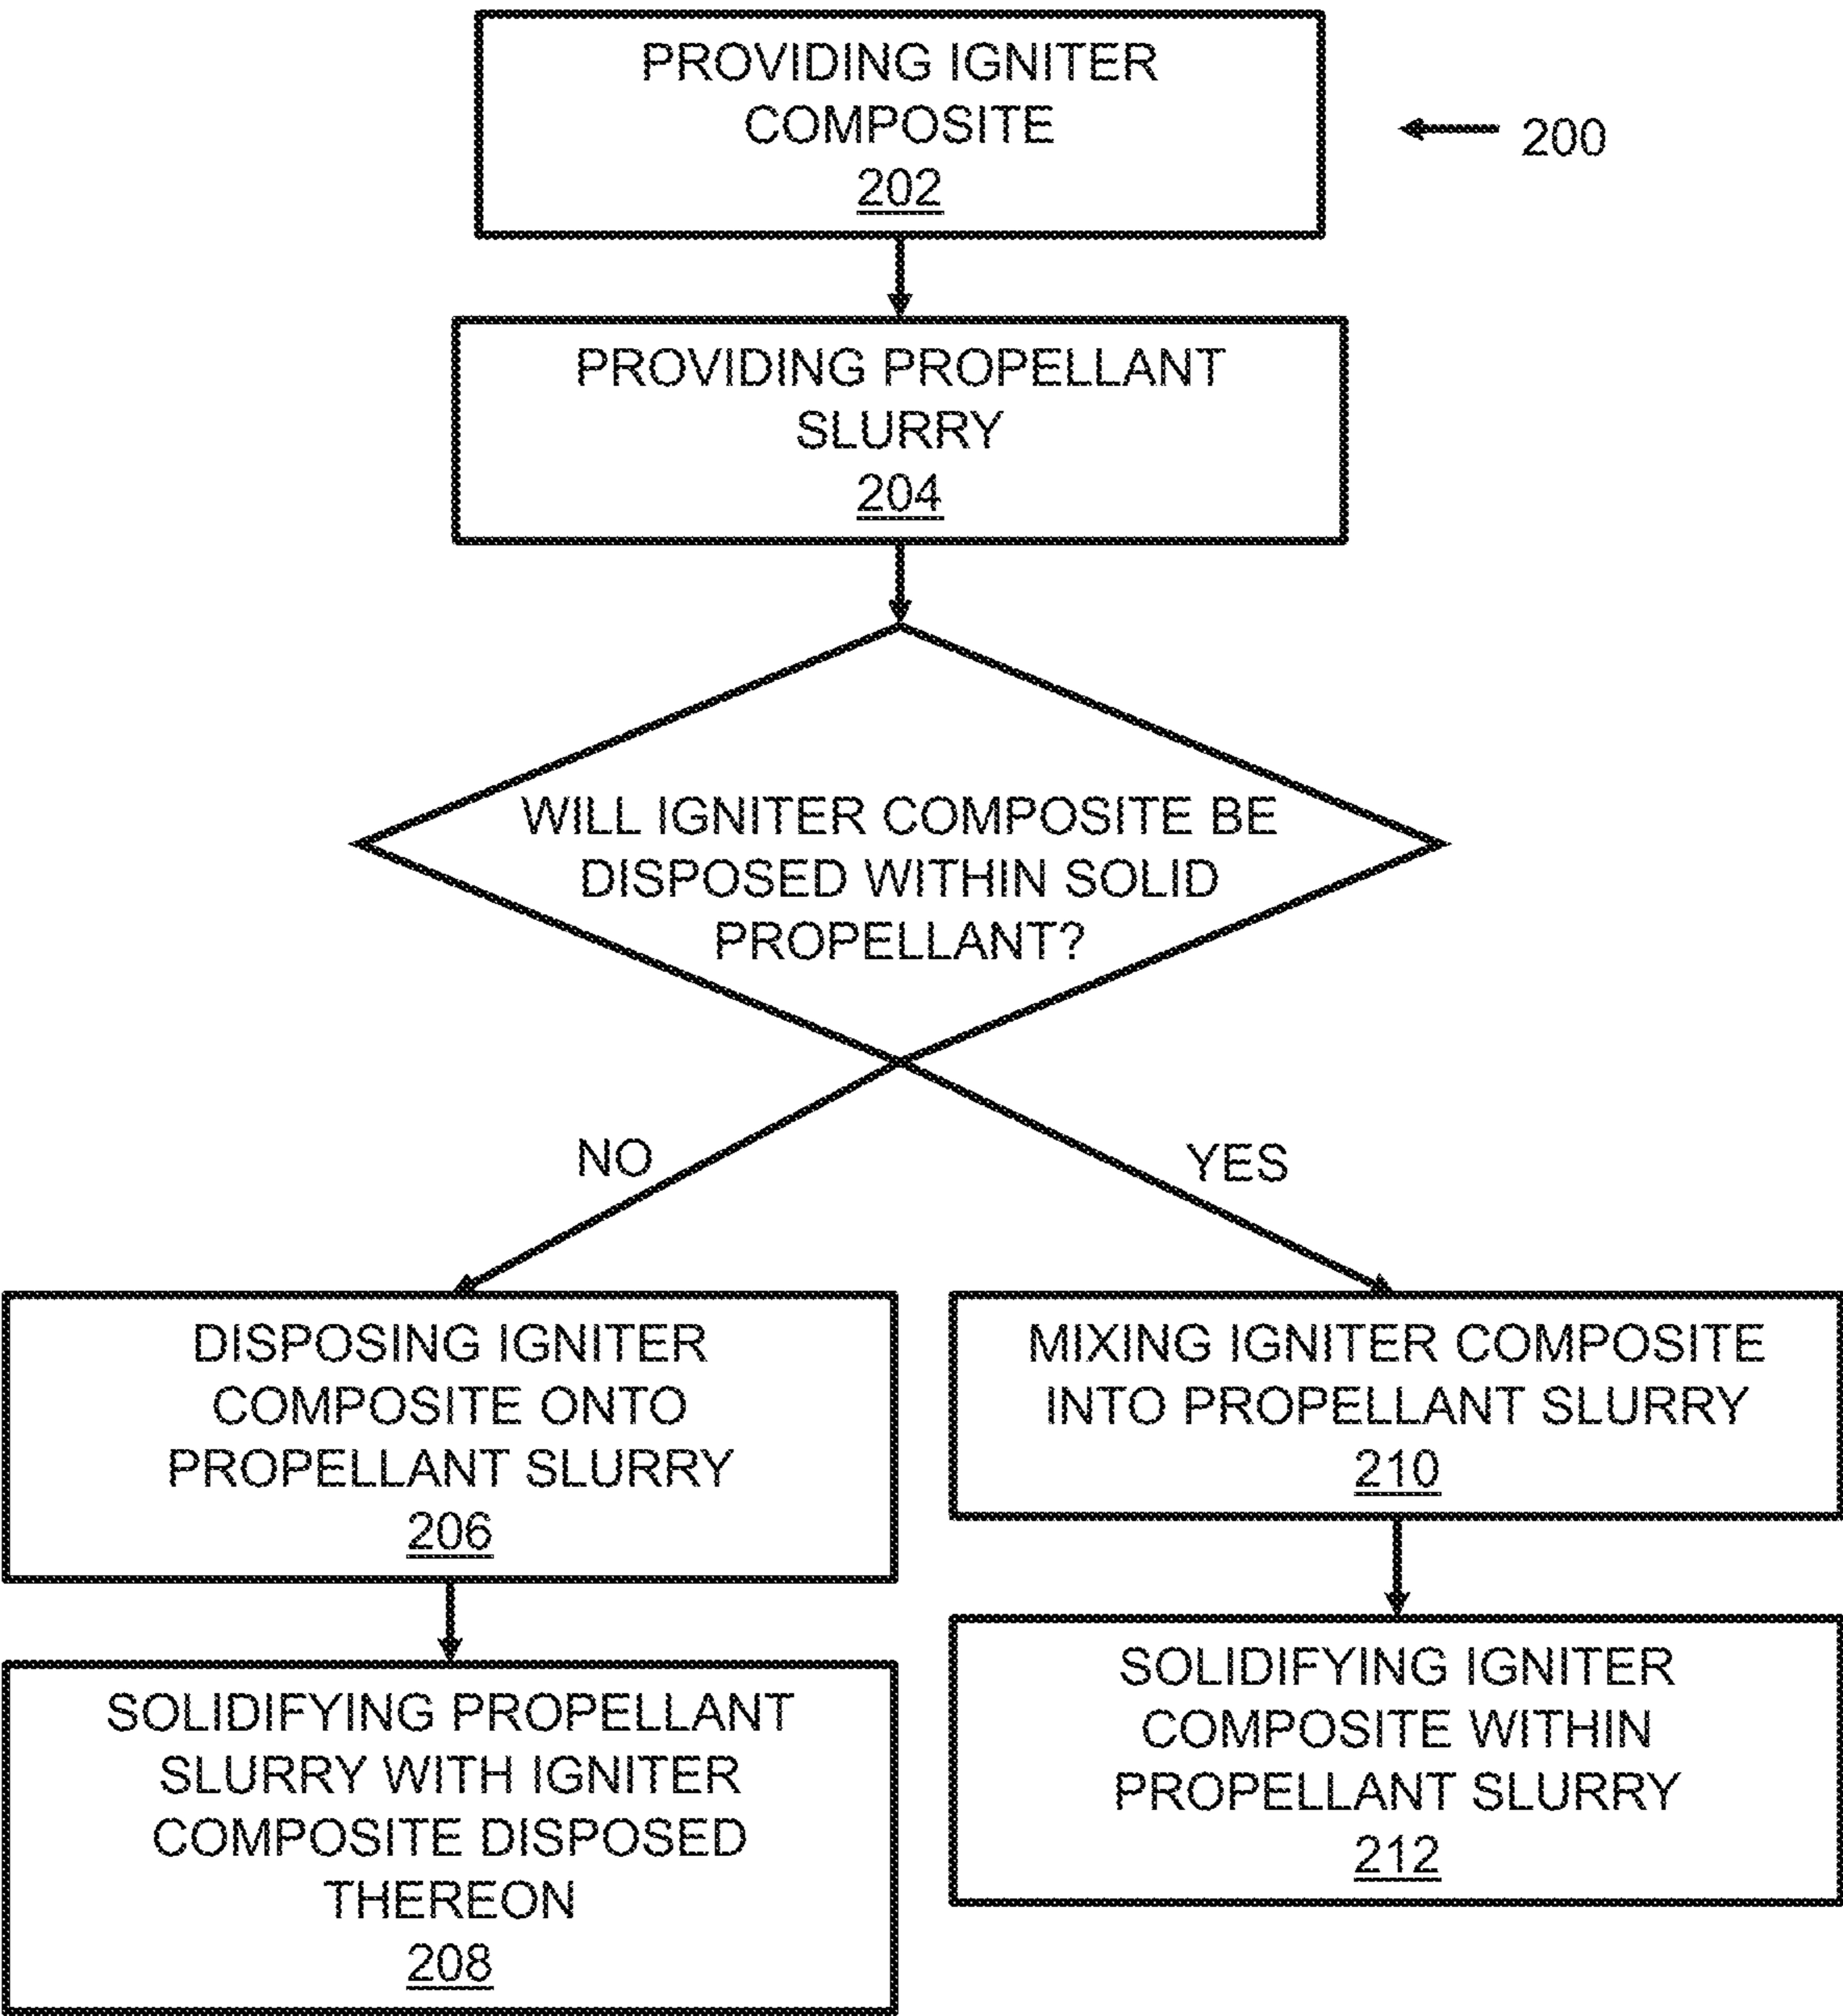 PROVIDING IGNITER
COMPOSITE
202
200
PROVIDING PROPELLANT
SLURRY
204
WILL IGNITER COMPOSITE BE
DISPOSED WITHIN SOLID
PROPELLANT?
NO
YES
DISPOSING IGNITER
COMPOSITE ONTO
PROPELLANT SLURRY
206
MIXING IGNITER COMPOSITE
INTO PROPELLANT SLURRY
210
SOLIDIFYING PROPELLANT
SLURRY WITH IGNITER
COMPOSITE DISPOSED
THEREON
208
SOLIDIFYING IGNITER
COMPOSITE WITHIN
PROPELLANT SLURRY
212